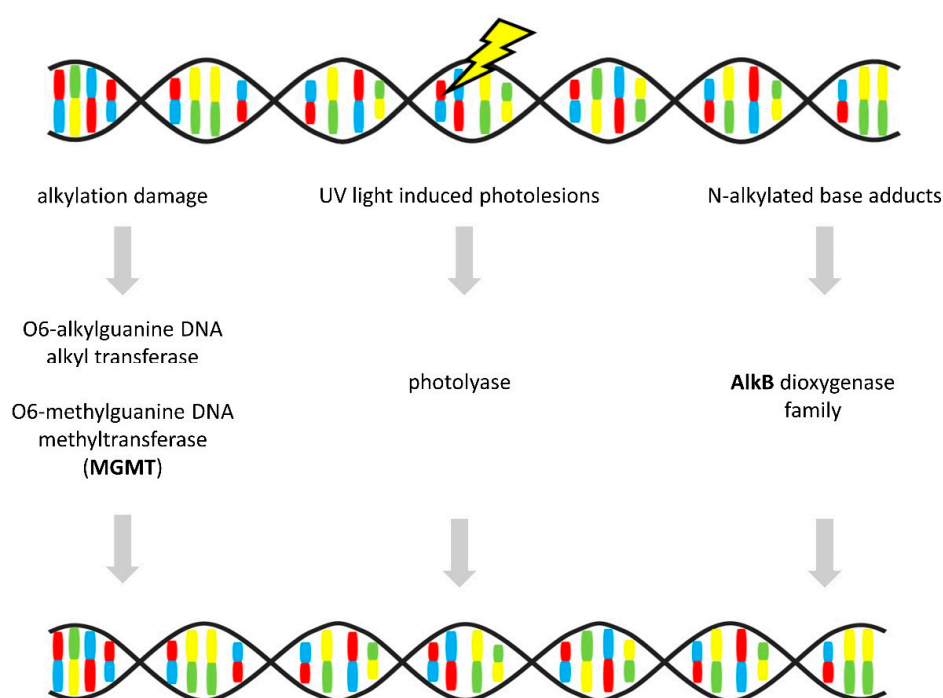 alkylation damage
UV light induced photolesions
N-alkylated base adducts
O6-alkylguanine DNA
alkyl transferase
O6-methylguanine DNA
methyltransferase
(MGMT)
photolyase
AlkB dioxygenase
family